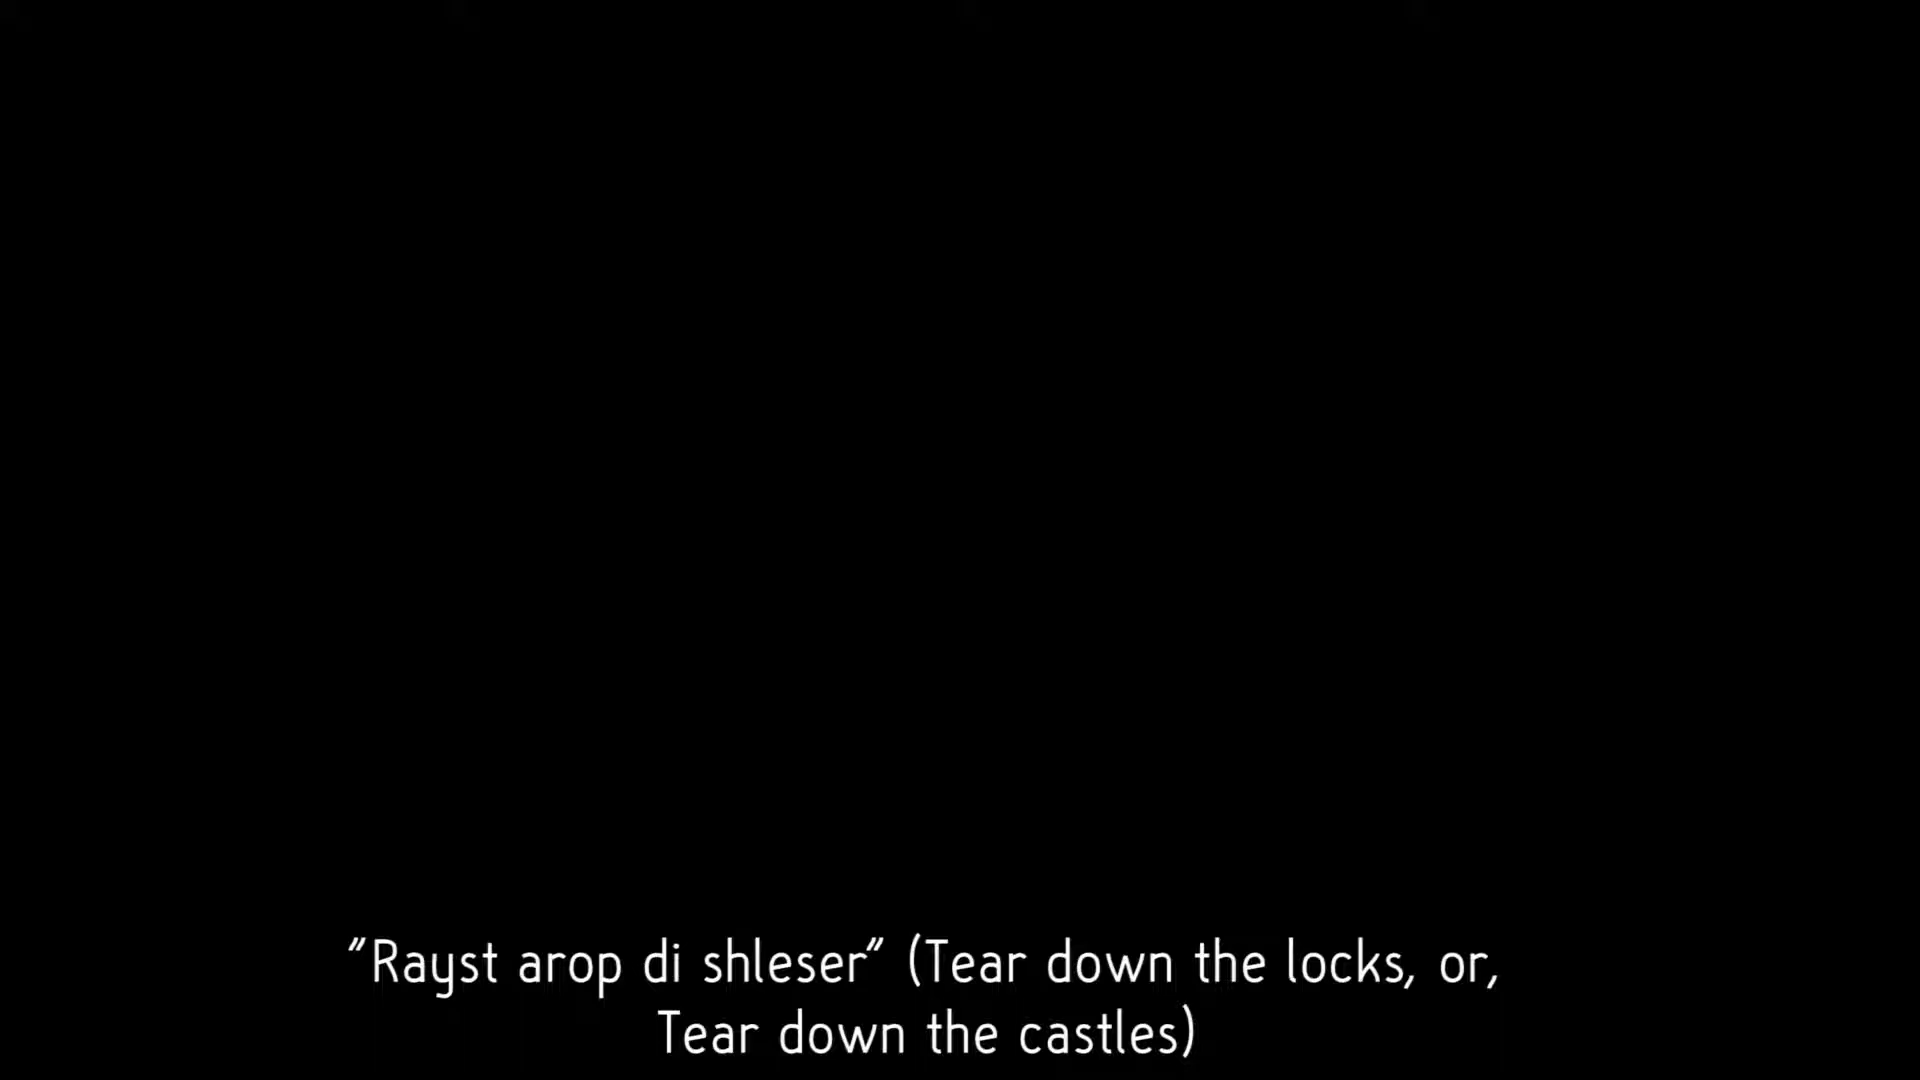 "Rayst arop di shleser" (Tear down the locks, or,
Tear down the castles)